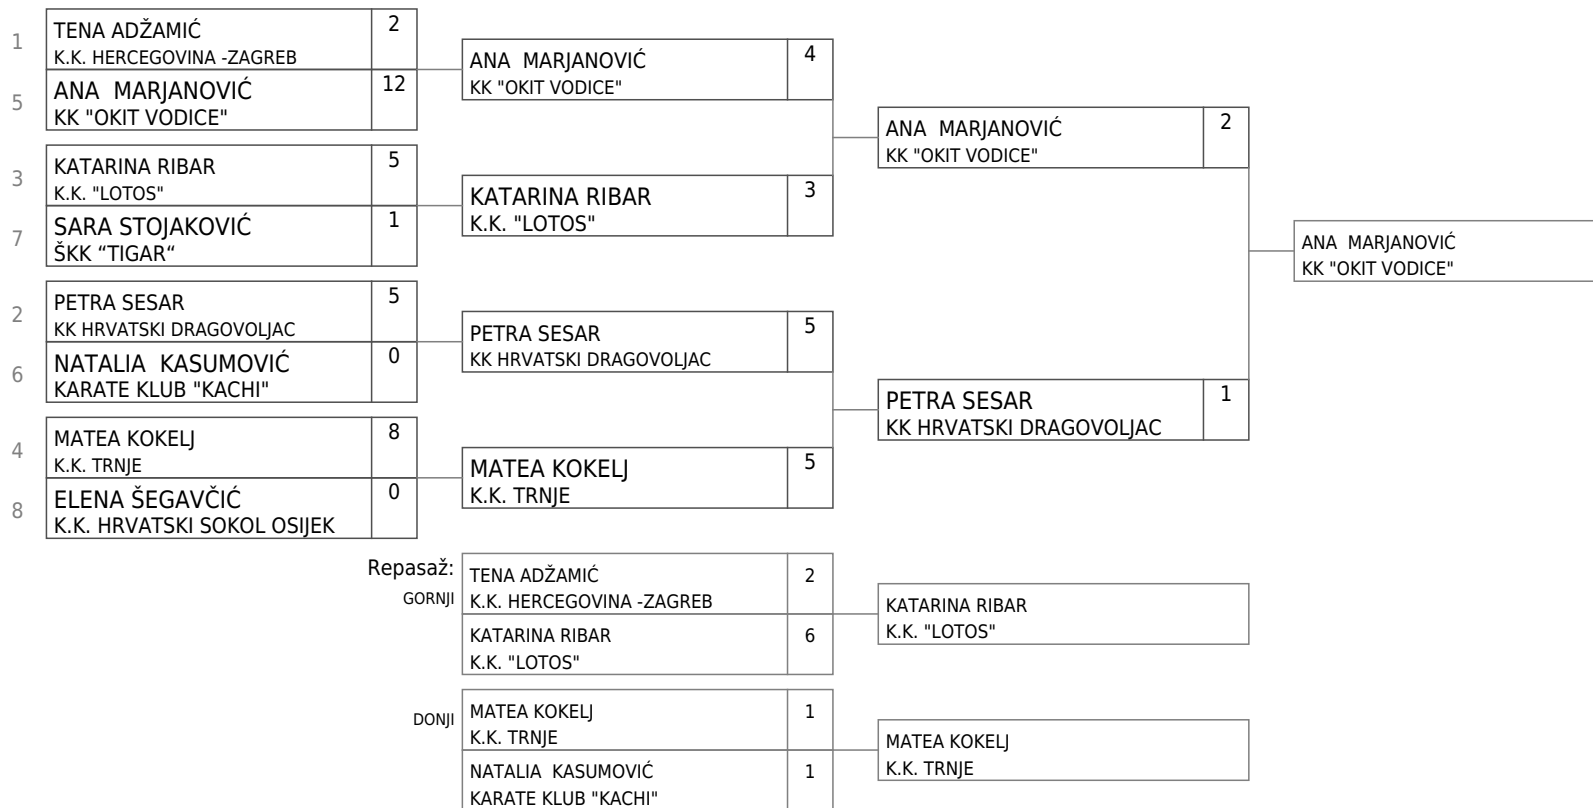 1
TENA ADŽAMIĆ
K.K. HERCEGOVINA -ZAGREB
2
5
ANA  MARJANOVIĆ
KK "OKIT VODICE"
12
3
KATARINA RIBAR
K.K. "LOTOS"
5
7
SARA STOJAKOVIĆ
ŠKK “TIGAR“
1
2
PETRA SESAR
KK HRVATSKI DRAGOVOLJAC
5
6
NATALIA  KASUMOVIĆ
KARATE KLUB "KACHI"
0
4
MATEA KOKELJ
K.K. TRNJE
8
8
ELENA ŠEGAVČIĆ
K.K. HRVATSKI SOKOL OSIJEK
0
ANA  MARJANOVIĆ
KK "OKIT VODICE"
4
KATARINA RIBAR
K.K. "LOTOS"
3
PETRA SESAR
KK HRVATSKI DRAGOVOLJAC
5
MATEA KOKELJ
K.K. TRNJE
5
ANA  MARJANOVIĆ
KK "OKIT VODICE"
2
PETRA SESAR
KK HRVATSKI DRAGOVOLJAC
1
ANA  MARJANOVIĆ
KK "OKIT VODICE"
Repasaž:
GORNJI
TENA ADŽAMIĆ
K.K. HERCEGOVINA -ZAGREB
2
KATARINA RIBAR
K.K. "LOTOS"
6
KATARINA RIBAR
K.K. "LOTOS"
DONJI
MATEA KOKELJ
K.K. TRNJE
1
NATALIA  KASUMOVIĆ
KARATE KLUB "KACHI"
1
MATEA KOKELJ
K.K. TRNJE